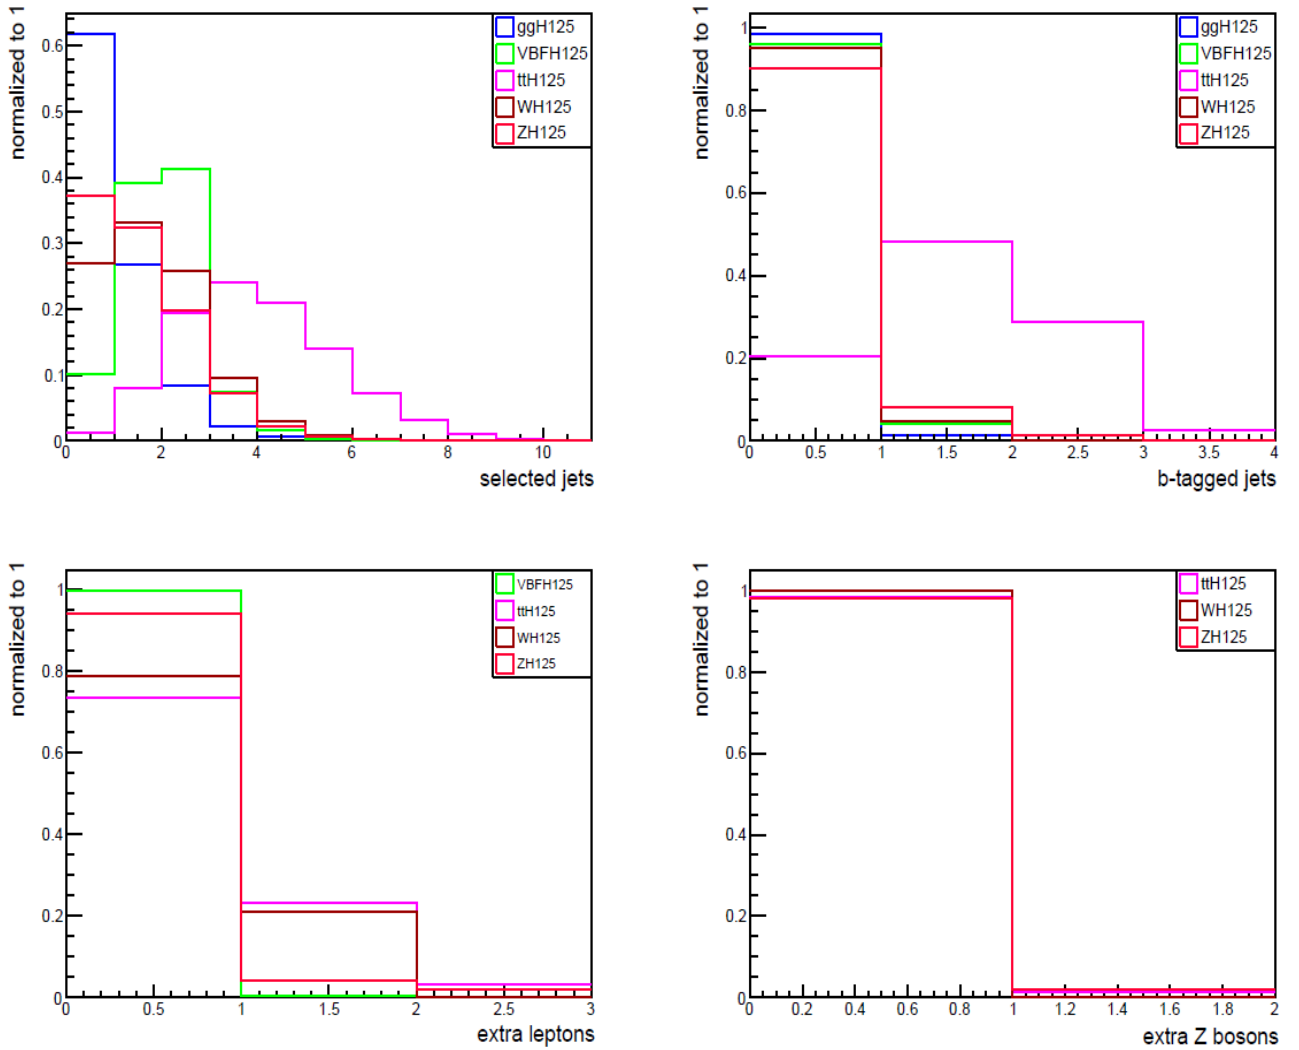 normalized to 1
0.6
0.5
0.4
0.3
0.2
0.1
0
0 2 4 6 8 10
selected jets
ggH125
VBFH125
ttH125
WH125
ZH125
normalized to 1
1
0.8
0.6
0.4
0.2
0
0 0.5 1 1.5 2 2.5 3 3.5 4
b-tagged jets
ggH125
VBFH125
ttH125
WH125
ZH125
normalized to 1
1
0.8
0.6
0.4
0.2
0
0 0.5 1 1.5 2 2.5 3
extra leptons
VBFH125
ttH125
WH125
ZH125
normalized to 1
1
0.8
0.6
0.4
0.2
0
0 0.2 0.4 0.6 0.8 1 1.2 1.4 1.6 1.8 2
extra Z bosons
ttH125
WH125
ZH125